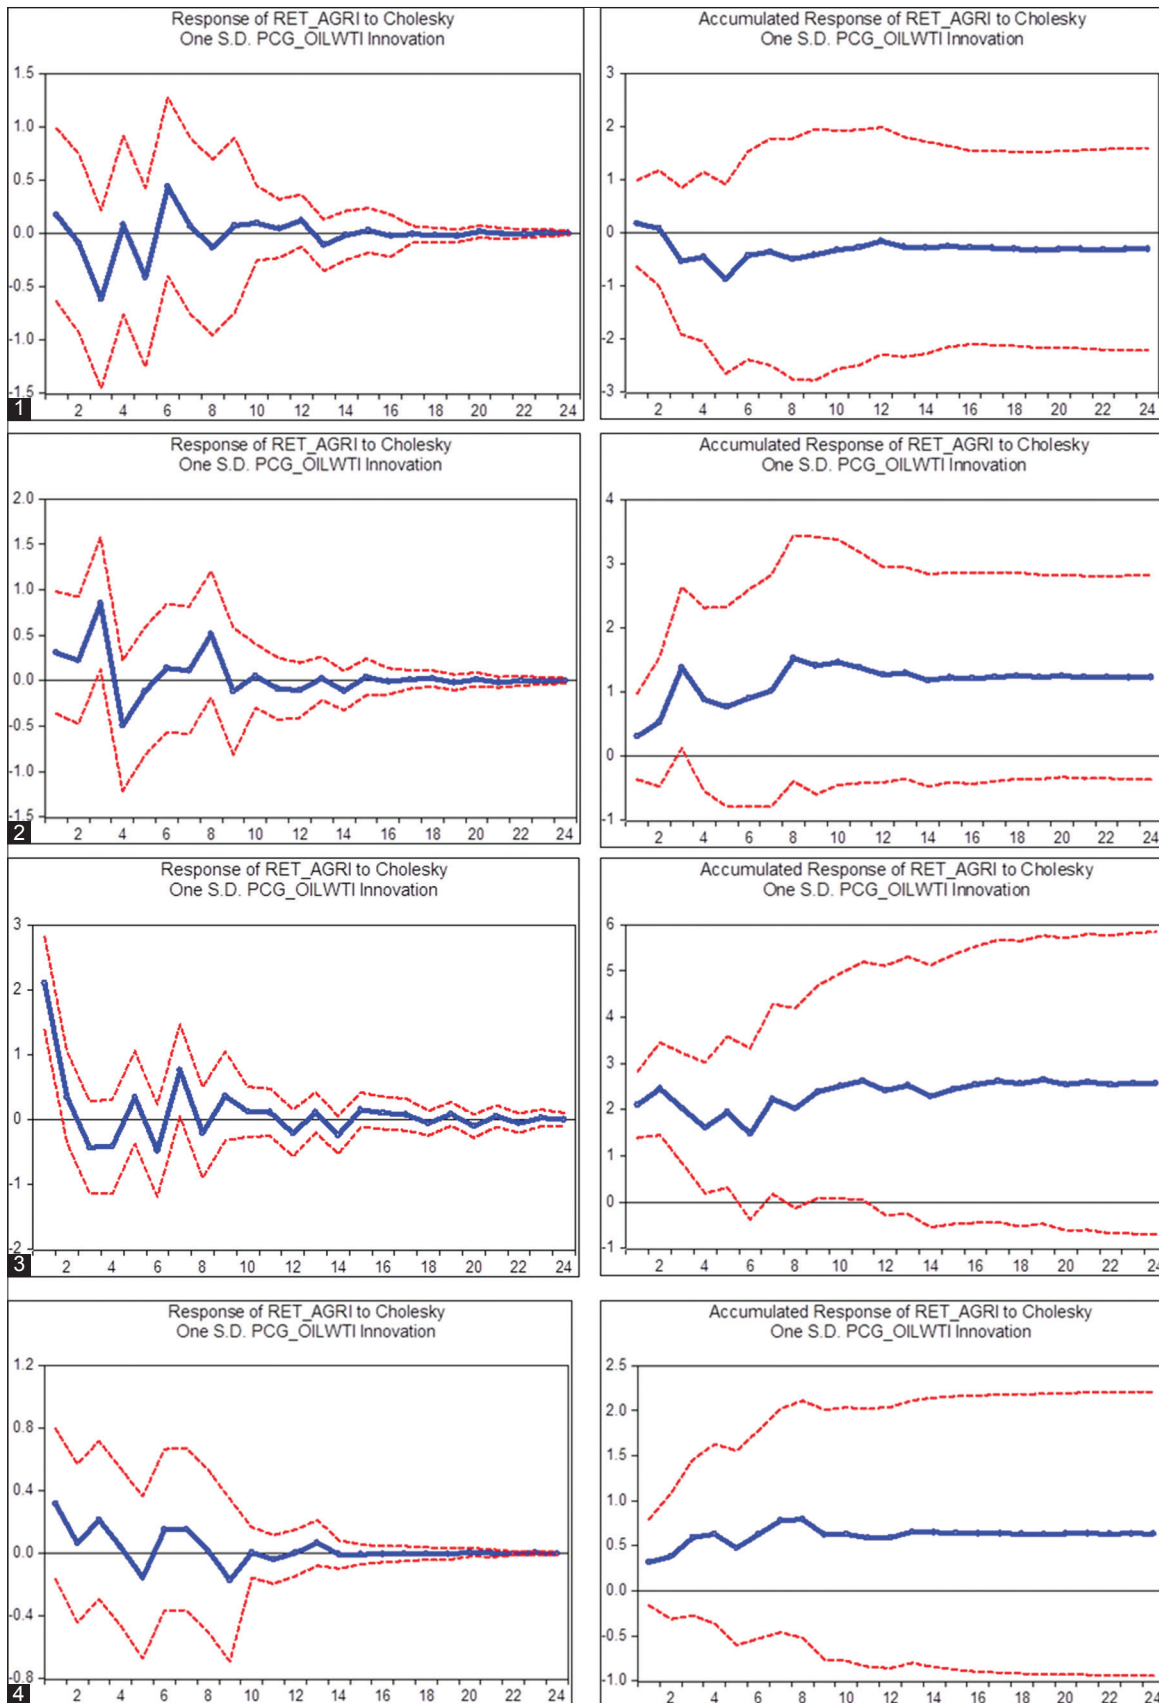 Response of RET_AGRI to Cholesky
One S.D. PCG_OILWTI Innovation
1.5
1.0
0.5
0.0
-0.5
-1.0
-1.5
2 4 6 8 10 12 14 16 18 20 22 24
1
Accumulated Response of RET_AGRI to Cholesky
One S.D. PCG_OILWTI Innovation
3
2
1
0
-1
-2
-3
2 4 6 8 10 12 14 16 18 20 22 24
Response of RET_AGRI to Cholesky
One S.D. PCG_OILWTI Innovation
2.0
1.5
1.0
0.5
0.0
-0.5
-1.0
-1.5
2 4 6 8 10 12 14 16 18 20 22 24
2
Accumulated Response of RET_AGRI to Cholesky
One S.D. PCG_OILWTI Innovation
4
3
2
1
0
-1
2 4 6 8 10 12 14 16 18 20 22 24
Response of RET_AGRI to Cholesky
One S.D. PCG_OILWTI Innovation
3
2
1
0
-1
-2
2 4 6 8 10 12 14 16 18 20 22 24
3
Accumulated Response of RET_AGRI to Cholesky
One S.D. PCG_OILWTI Innovation
6
5
4
3
2
1
0
-1
2 4 6 8 10 12 14 16 18 20 22 24
Response of RET_AGRI to Cholesky
One S.D. PCG_OILWTI Innovation
1.2
0.8
0.4
0.0
-0.4
-0.8
2 4 6 8 10 12 14 16 18 20 22 24
4
Accumulated Response of RET_AGRI to Cholesky
One S.D. PCG_OILWTI Innovation
2.5
2.0
1.5
1.0
0.5
0.0
-0.5
-1.0
2 4 6 8 10 12 14 16 18 20 22 24